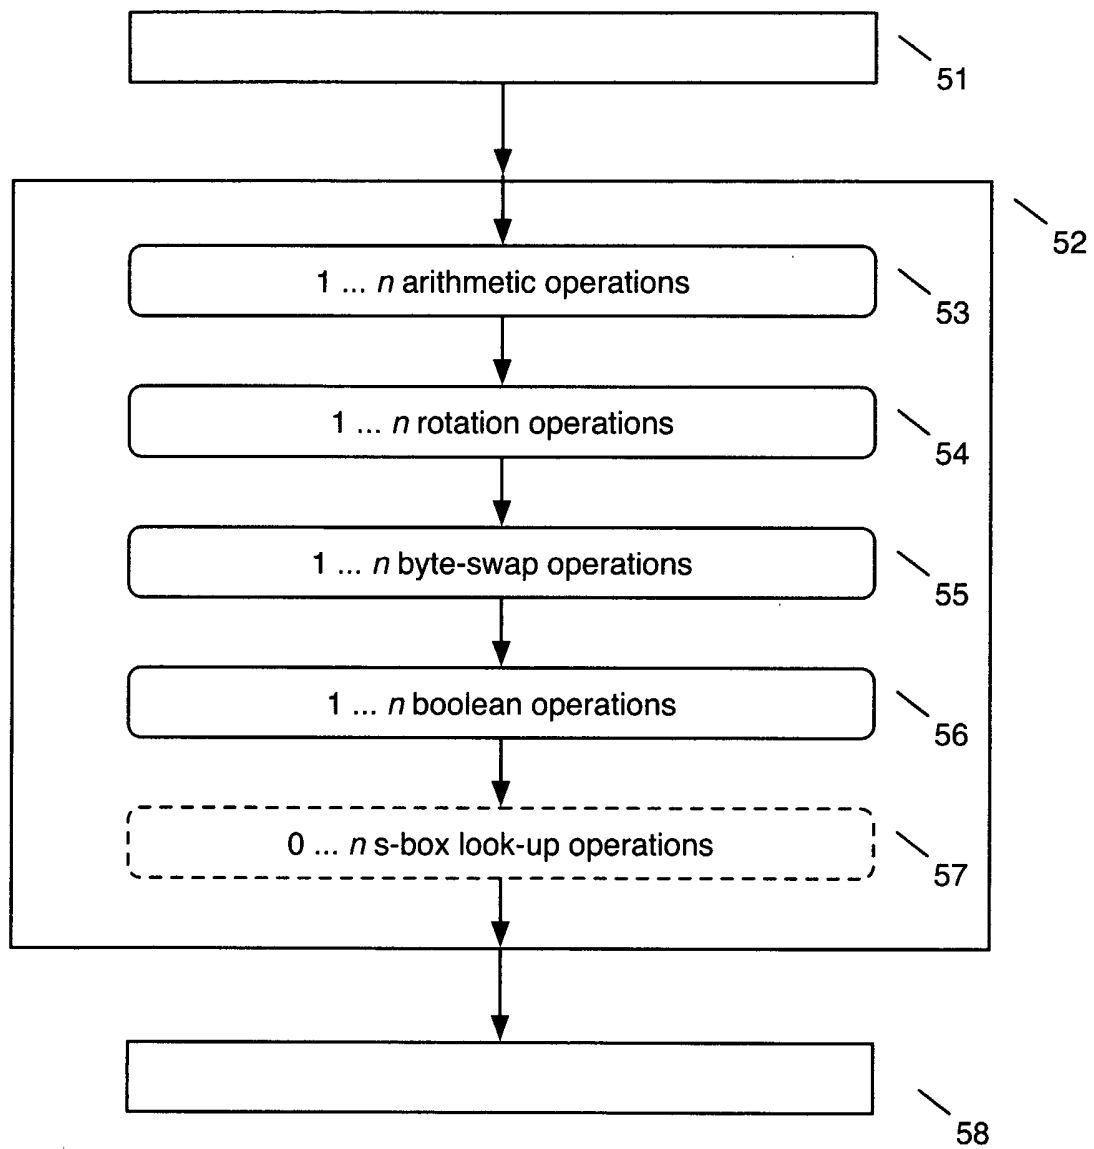 51
52
1 ... n arithmetic operations
53
1 ... n rotation operations
54
1 ... n byte-swap operations
55
1 ... n boolean operations
56
0 ... n s-box look-up operations
57
58